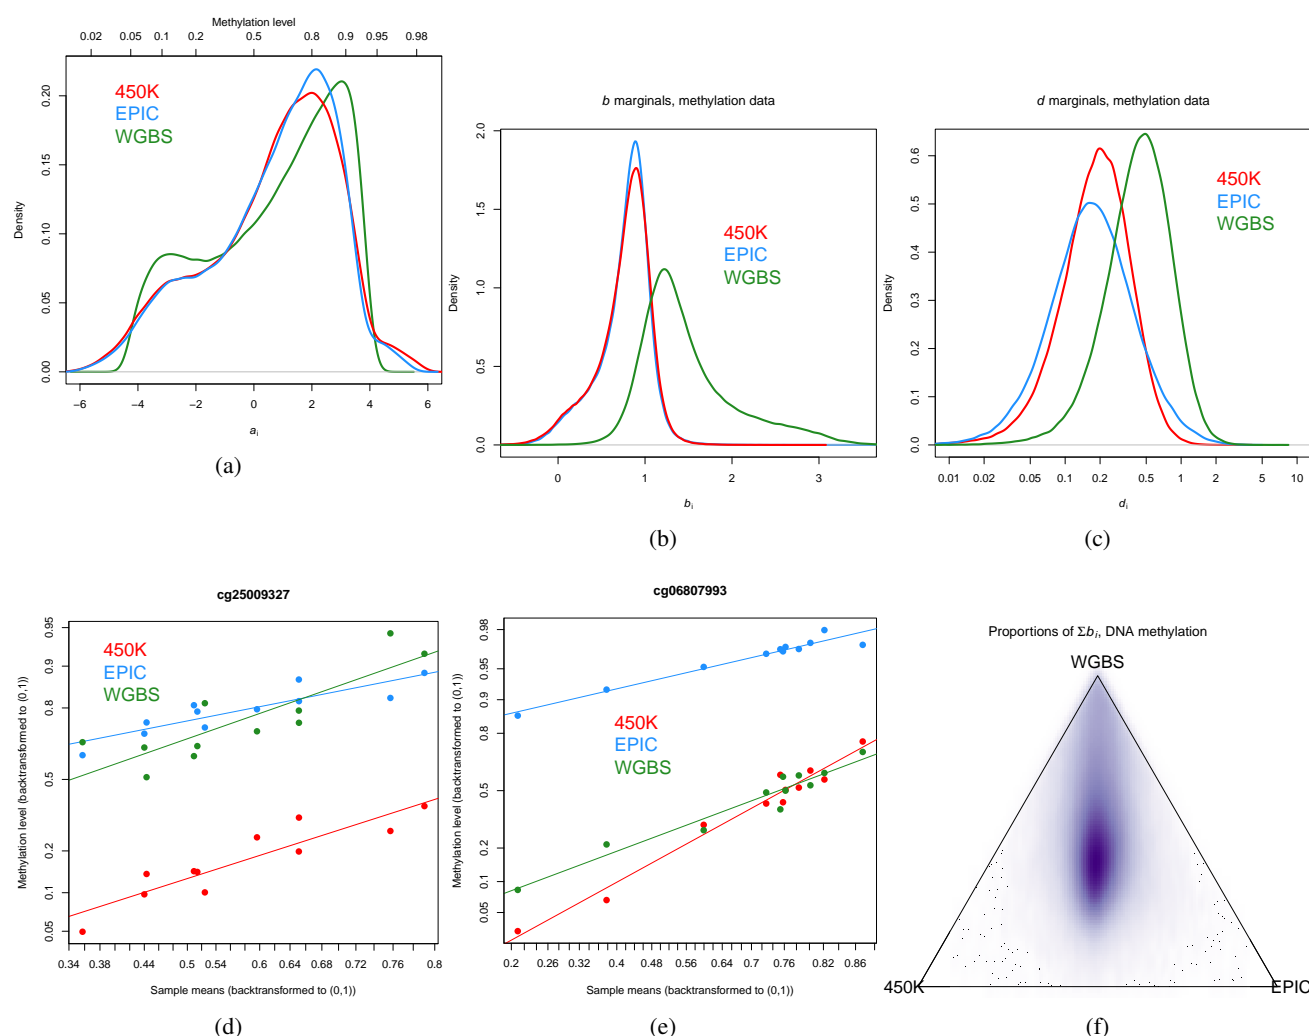 Methylation level
0.02 0.05 0.1 0.2 0.5 0.8 0.9 0.95 0.98
450K
EPIC
WGBS
Density
0.00 0.05 0.10 0.15 0.20
−6 −4 −2 0 2 4 6
a_i
(a)
b marginals, methylation data
450K
EPIC
WGBS
Density
0.0 0.5 1.0 1.5 2.0
0 1 2 3
b_i
(b)
d marginals, methylation data
450K
EPIC
WGBS
Density
0.0 0.1 0.2 0.3 0.4 0.5 0.6
0.01 0.02 0.05 0.1 0.2 0.5 1 2 5 10
d_i
(c)
cg25009327
450K
EPIC
WGBS
Methylation level (backtransformed to (0,1))
0.05 0.1 0.2 0.5 0.8 0.9 0.95
0.34 0.38 0.44 0.5 0.54 0.6 0.64 0.7 0.76 0.8
Sample means (backtransformed to (0,1))
(d)
cg06807993
450K
EPIC
WGBS
Methylation level (backtransformed to (0,1))
0.05 0.1 0.2 0.5 0.8 0.9 0.95 0.98
0.2 0.26 0.32 0.4 0.48 0.56 0.66 0.76 0.82 0.86
Sample means (backtransformed to (0,1))
(e)
Proportions of Σb_i, DNA methylation
WGBS
450K
EPIC
(f)